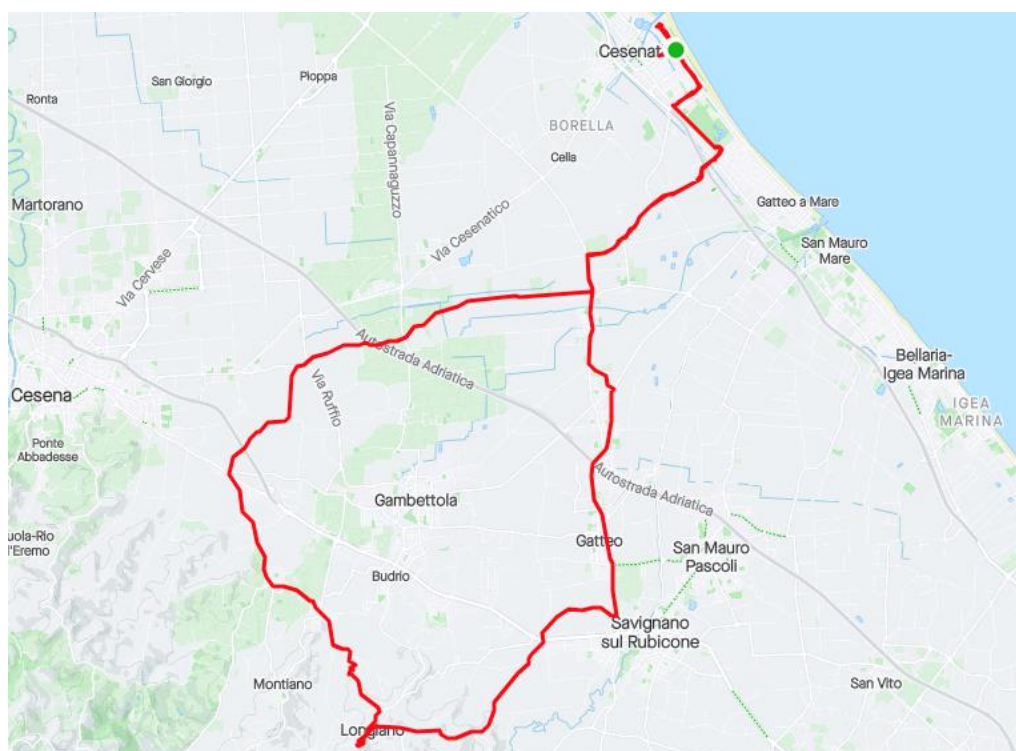 Cesenat
San Giorgio
Pioppa
Ronta
Via Capannaguzzo
BORELLA
Cella
Martorano
Gatteo a Mare
Via Cesenatico
San Mauro
Mare
Via Cervese
Autostrada Adriatica
Bellaria-
Igea Marina
Cesena
Via Ruffio
IGEA
MARINA
Ponte
Abbadesse
Autostrada Adriatica
Gambettola
uola-Rio
l'Eremo
Gatteo
San Mauro
Pascoli
Budrio
Savignano
sul Rubicone
Montiano
San Vito
Longiano